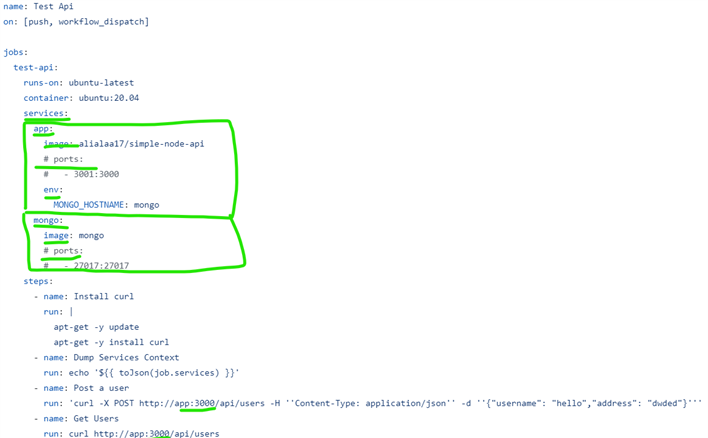 name: Test Api
on: [push, workflow_dispatch]
jobs:
test-api:
runs-on: ubuntu-latest
container: ubuntu:20.04
services:
app:
image: alialaa17/simple-node-api
# ports:
#   - 3001:3000
env:
MONGO_HOSTNAME: mongo
mongo:
image: mongo
# ports:
#   - 27017:27017
steps:
- name: Install curl
run: |
apt-get -y update
apt-get -y install curl
- name: Dump Services Context
run: echo '${{ toJson(job.services) }}'
- name: Post a user
run: 'curl -X POST http://app:3000/api/users -H ''Content-Type: application/json'' -d ''{"username": "hello","address": "dwded"}'''
- name: Get Users
run: curl http://app:3000/api/users